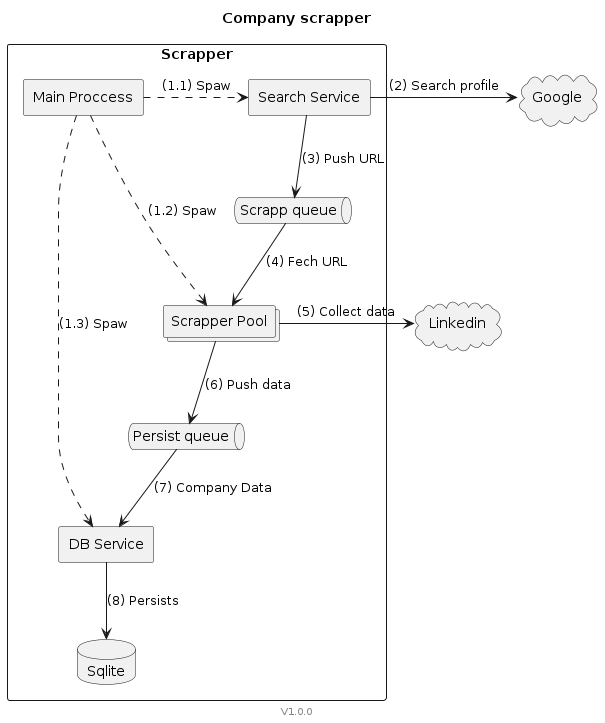 Company scrapper
Scrapper
Main Proccess
(1.1) Spaw
Search Service
(2) Search profile
Google
(3) Push URL
(1.2) Spaw
Scrapp queue
(4) Fech URL
(1.3) Spaw
Scrapper Pool
(5) Collect data
Linkedin
(6) Push data
Persist queue
(7) Company Data
DB Service
(8) Persists
Sqlite
V1.0.0